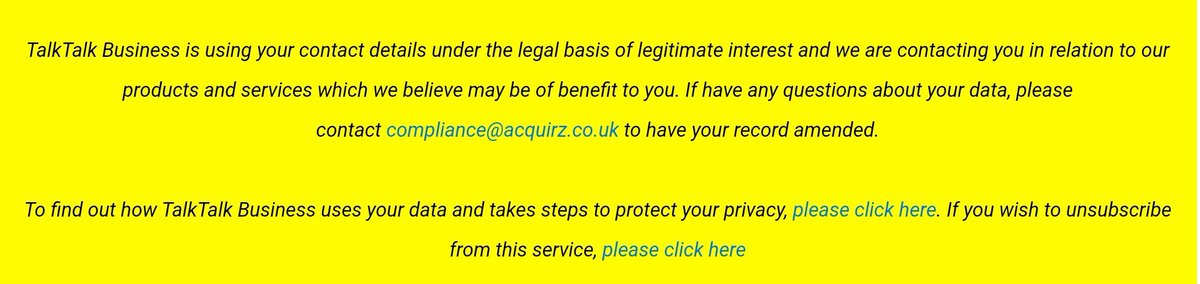 TalkTalk Business is using your contact details under the legal basis of legitimate interest and we are contacting you in relation to our
products and services which we believe may be of benefit to you. If have any questions about your data, please
contact compliance@acquirz.co.uk to have your record amended.
To find out how TalkTalk Business uses your data and takes steps to protect your privacy, please click here. If you wish to unsubscribe
from this service, please click here